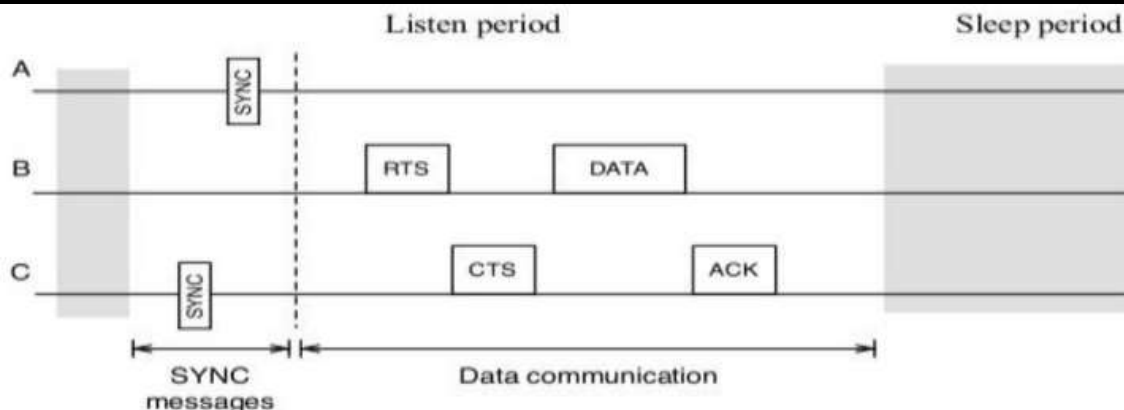 Listen period
Sleep period
A
SYNC
B
RTS
DATA
C
SYNC
CTS
ACK
SYNC
messages
Data communication